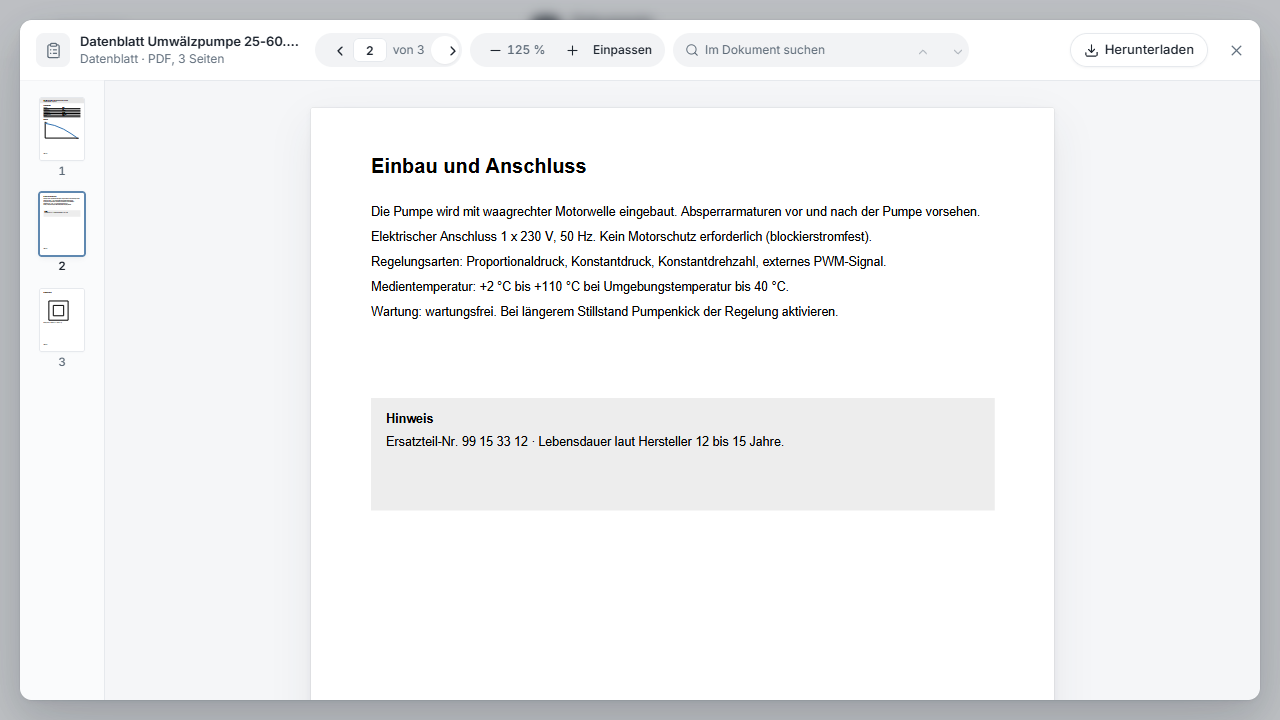 Datenblatt Umwälzpumpe 25-60....
Datenblatt · PDF, 3 Seiten
2 von 3
125 %
Einpassen
Im Dokument suchen
Herunterladen
1
2
3
Einbau und Anschluss
Die Pumpe wird mit waagrechter Motorwelle eingebaut. Absperrarmaturen vor und nach der Pumpe vorsehen.
Elektrischer Anschluss 1 x 230 V, 50 Hz. Kein Motorschutz erforderlich (blockierstromfest).
Regelungsarten: Proportionaldruck, Konstantdruck, Konstantdrehzahl, externes PWM-Signal.
Medientemperatur: +2 °C bis +110 °C bei Umgebungstemperatur bis 40 °C.
Wartung: wartungsfrei. Bei längerem Stillstand Pumpenkick der Regelung aktivieren.
Hinweis
Ersatzteil-Nr. 99 15 33 12 · Lebensdauer laut Hersteller 12 bis 15 Jahre.